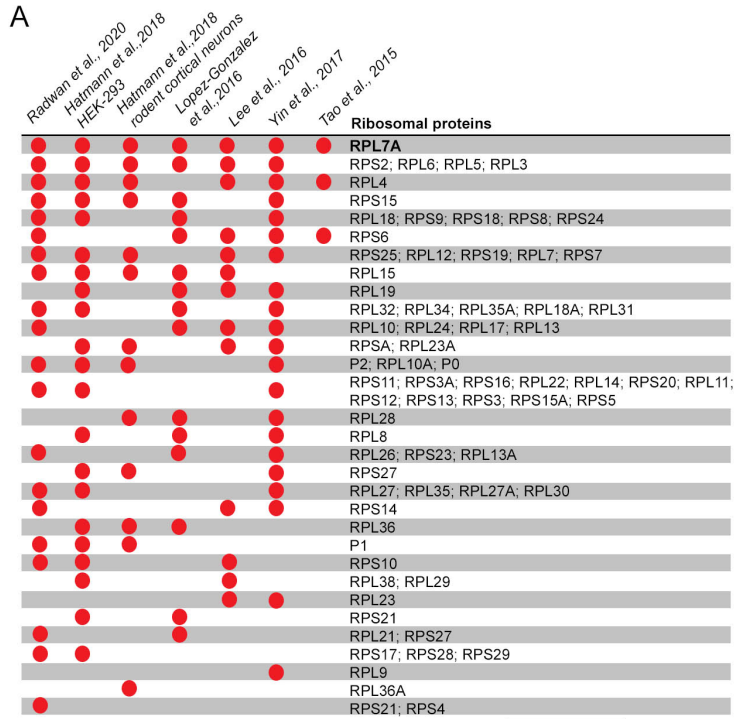 A
Radwan et al., 2020
Hatmann et al.,2018
HEK-293
Hatmann et al.,2018
rodent cortical neurons
Lopez-Gonzalez
et al.,2016
Lee et al., 2016
Yin et al., 2017
Tao et al., 2015
Ribosomal proteins
RPL7A
RPS2; RPL6; RPL5; RPL3
RPL4
RPS15
RPL18; RPS9; RPS18; RPS8; RPS24
RPS6
RPS25; RPL12; RPS19; RPL7; RPS7
RPL15
RPL19
RPL32; RPL34; RPL35A; RPL18A; RPL31
RPL10; RPL24; RPL17; RPL13
RPSA; RPL23A
P2; RPL10A; P0
RPS11; RPS3A; RPS16; RPL22; RPL14; RPS20; RPL11;
RPS12; RPS13; RPS3; RPS15A; RPS5
RPL28
RPL8
RPL26; RPS23; RPL13A
RPS27
RPL27; RPL35; RPL27A; RPL30
RPS14
RPL36
P1
RPS10
RPL38; RPL29
RPL23
RPS21
RPL21; RPS27
RPS17; RPS28; RPS29
RPL9
RPL36A
RPS21; RPS4